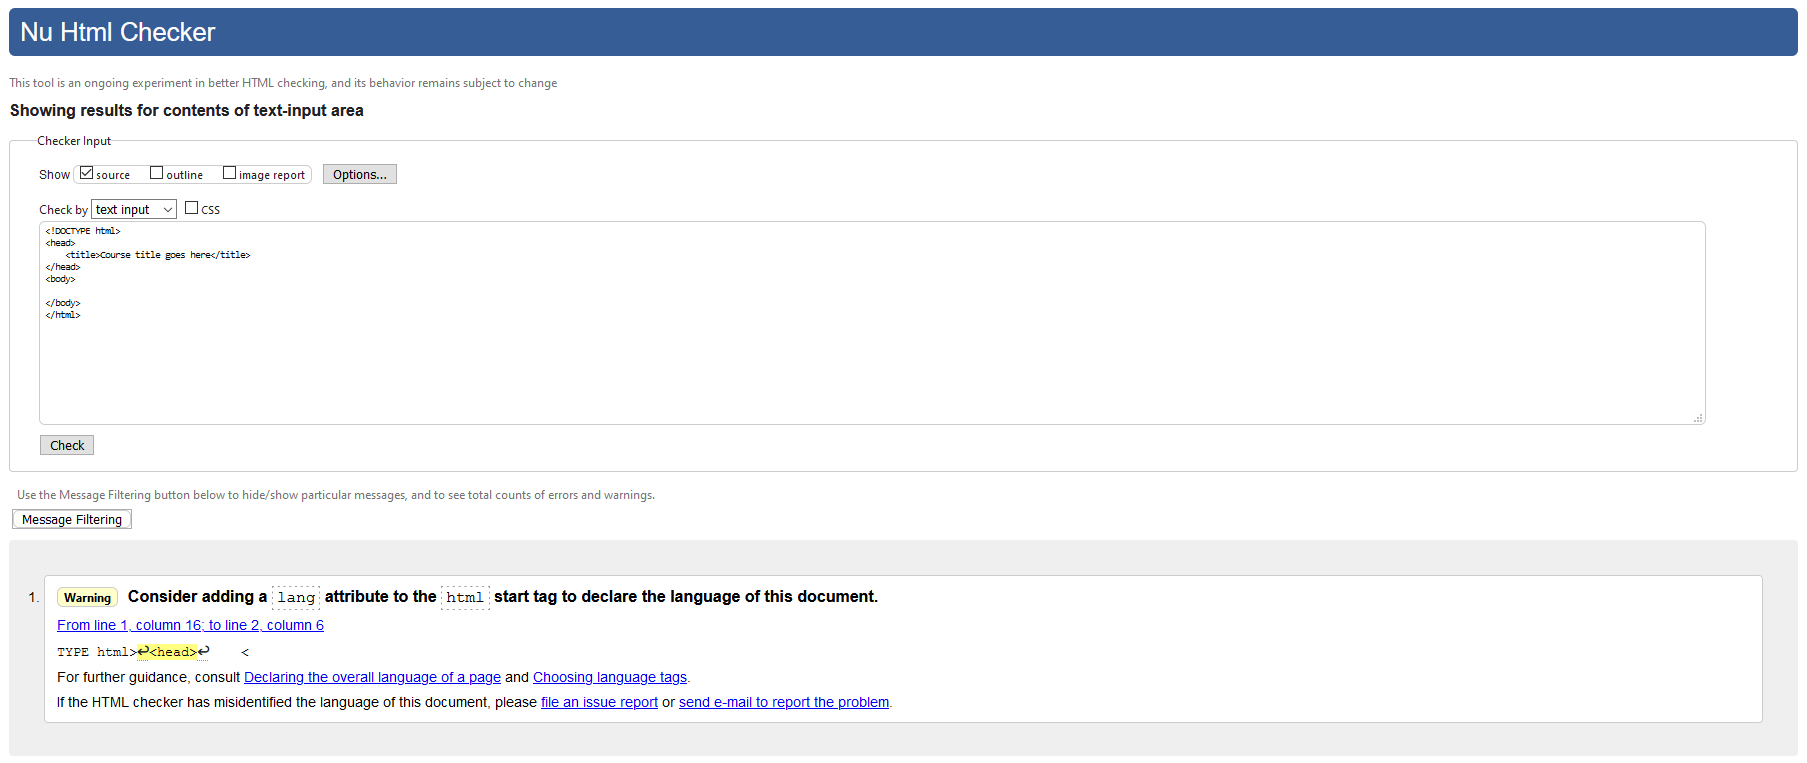 Nu Html Checker
This tool is an ongoing experiment in better HTML checking, and its behavior remains subject to change
Showing results for contents of text-input area
Checker Input
Show source outline image report Options...
Check by text input CSS
<!DOCTYPE html>
<head>
    <title>Course title goes here</title>
</head>
<body>
</body>
</html>
Check
Use the Message Filtering button below to hide/show particular messages, and to see total counts of errors and warnings.
Message Filtering
1. Warning Consider adding a lang attribute to the html start tag to declare the language of this document.
From line 1, column 16; to line 2, column 6
TYPE html>↩<head>↩    <
For further guidance, consult Declaring the overall language of a page and Choosing language tags.
If the HTML checker has misidentified the language of this document, please file an issue report or send e-mail to report the problem.